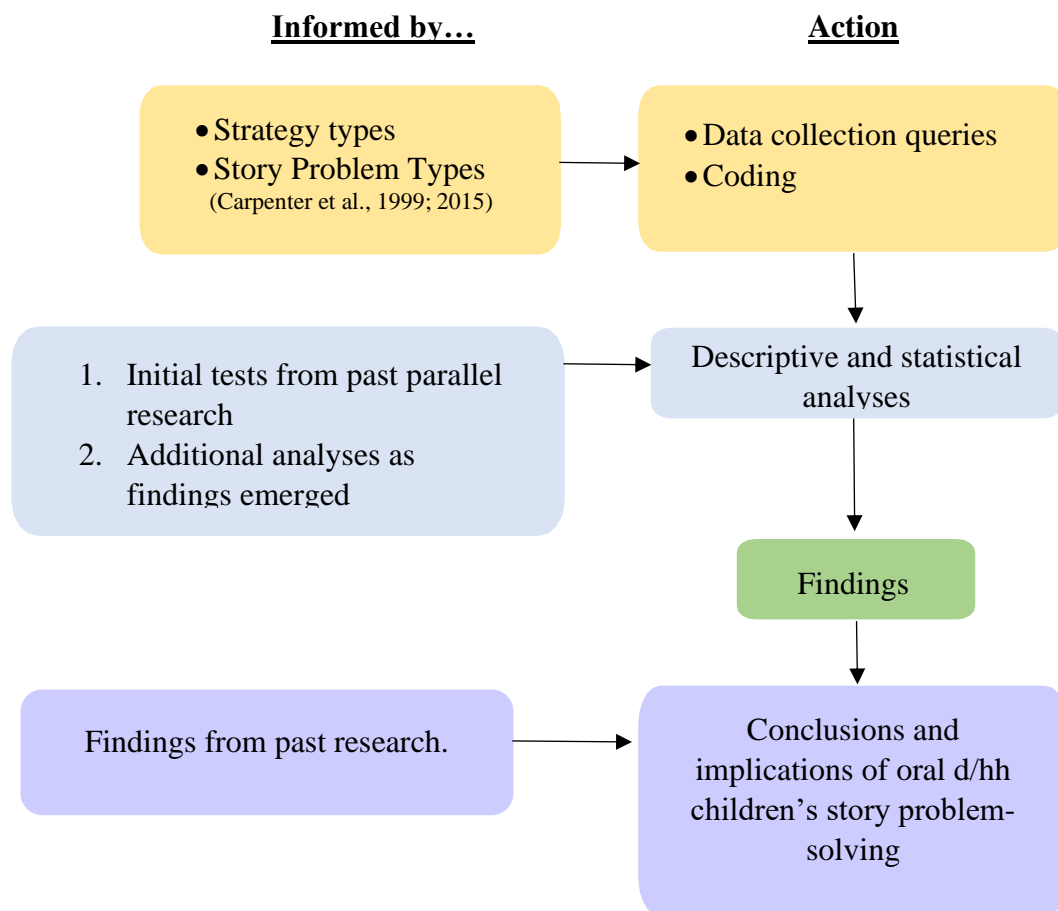 Informed by…
Action
• Strategy types
• Story Problem Types
(Carpenter et al., 1999; 2015)
• Data collection queries
• Coding
1. Initial tests from past parallel
research
2. Additional analyses as
findings emerged
Descriptive and statistical
analyses
Findings
Findings from past research.
Conclusions and
implications of oral d/hh
children’s story problem-
solving